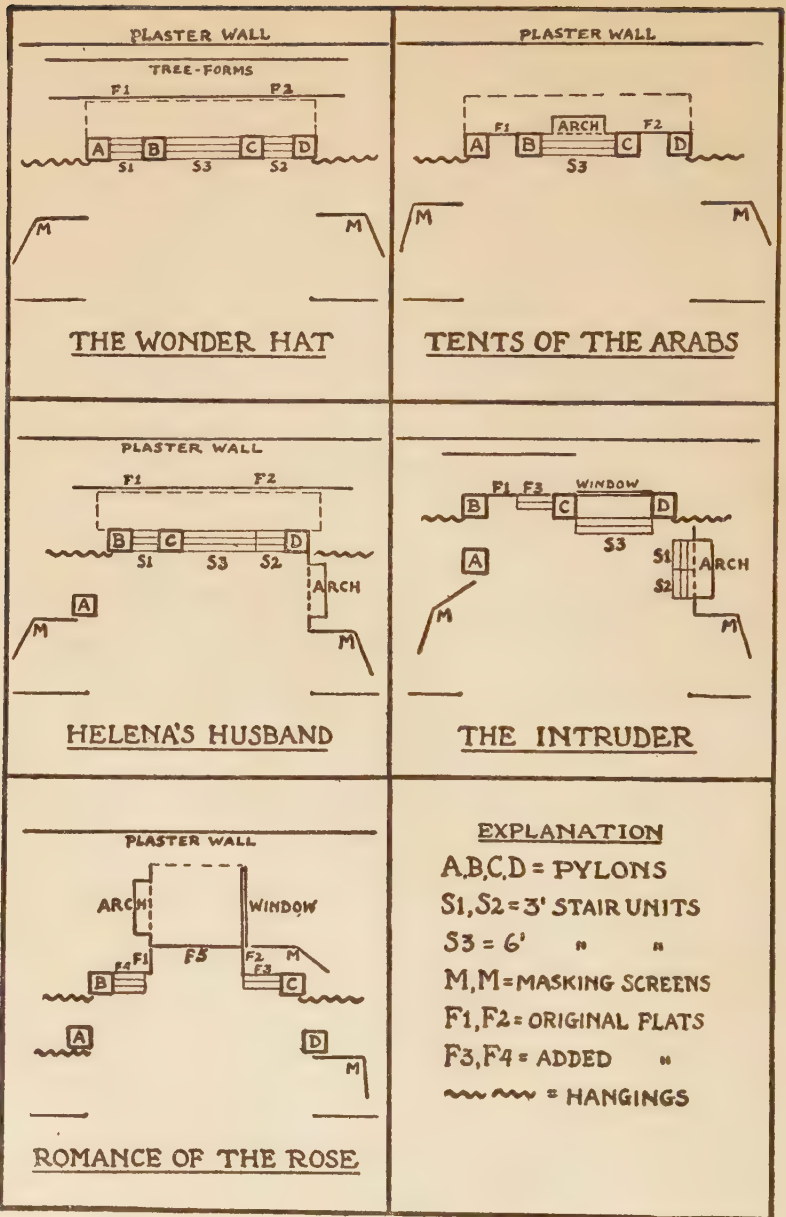 PLASTER WALL
TREE-FORMS
F1 F2
A B C D
S1 S3 S2
M M
THE WONDER HAT
PLASTER WALL
F1 ARCH F2
A B C D
S3
M M
TENTS OF THE ARABS
PLASTER WALL
F1 F2
B C D
S1 S3 S2
ARCH
A
M M
HELENA'S HUSBAND
F1 F3 WINDOW
B C D
S3
S1
A ARCH
S2
M M
THE INTRUDER
PLASTER WALL
ARCH WINDOW
F1 F5 F2 M
F4 F3
B C
A D
M
ROMANCE OF THE ROSE
EXPLANATION
A,B,C,D = PYLONS
S1,S2 = 3' STAIR UNITS
S3 = 6' " "
M,M = MASKING SCREENS
F1,F2 = ORIGINAL FLATS
F3,F4 = ADDED "
= HANGINGS